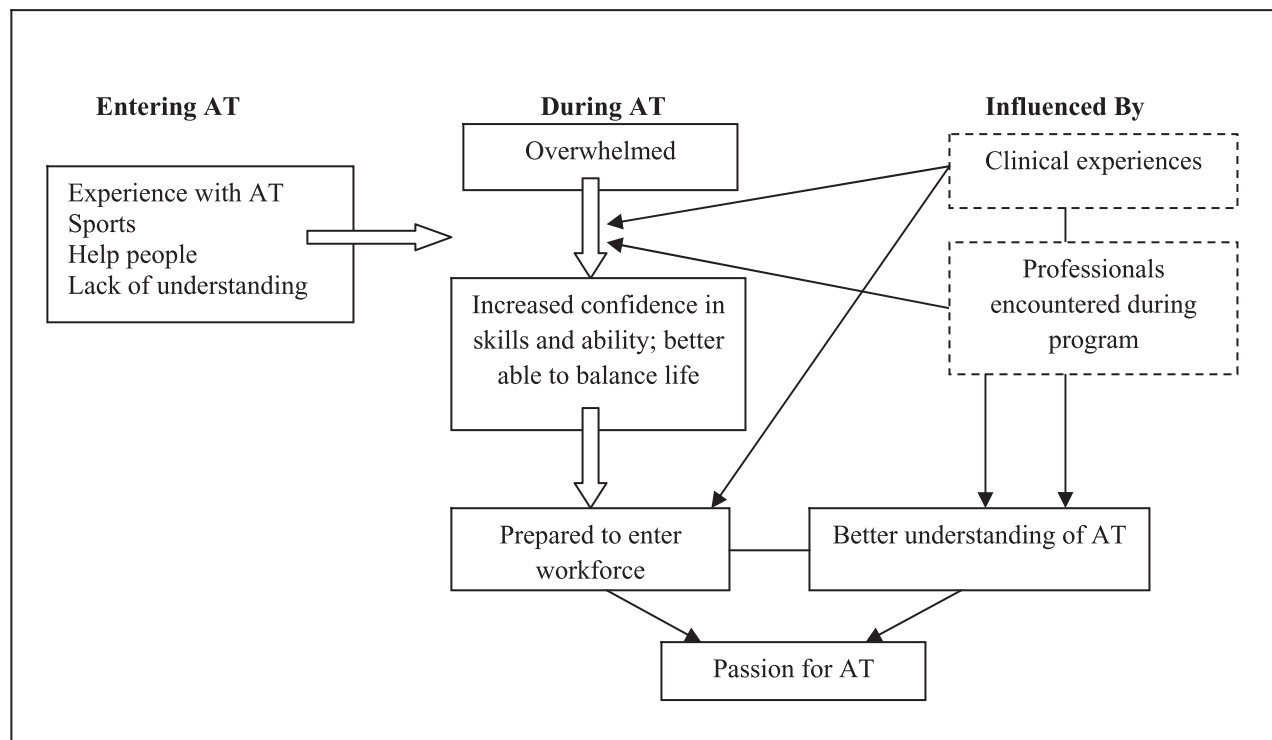 Entering AT
Experience with AT
Sports
Help people
Lack of understanding
During AT
Overwhelmed
Increased confidence in
skills and ability; better
able to balance life
Prepared to enter
workforce
Influenced By
Clinical experiences
Professionals
encountered during
program
Better understanding of AT
Passion for AT